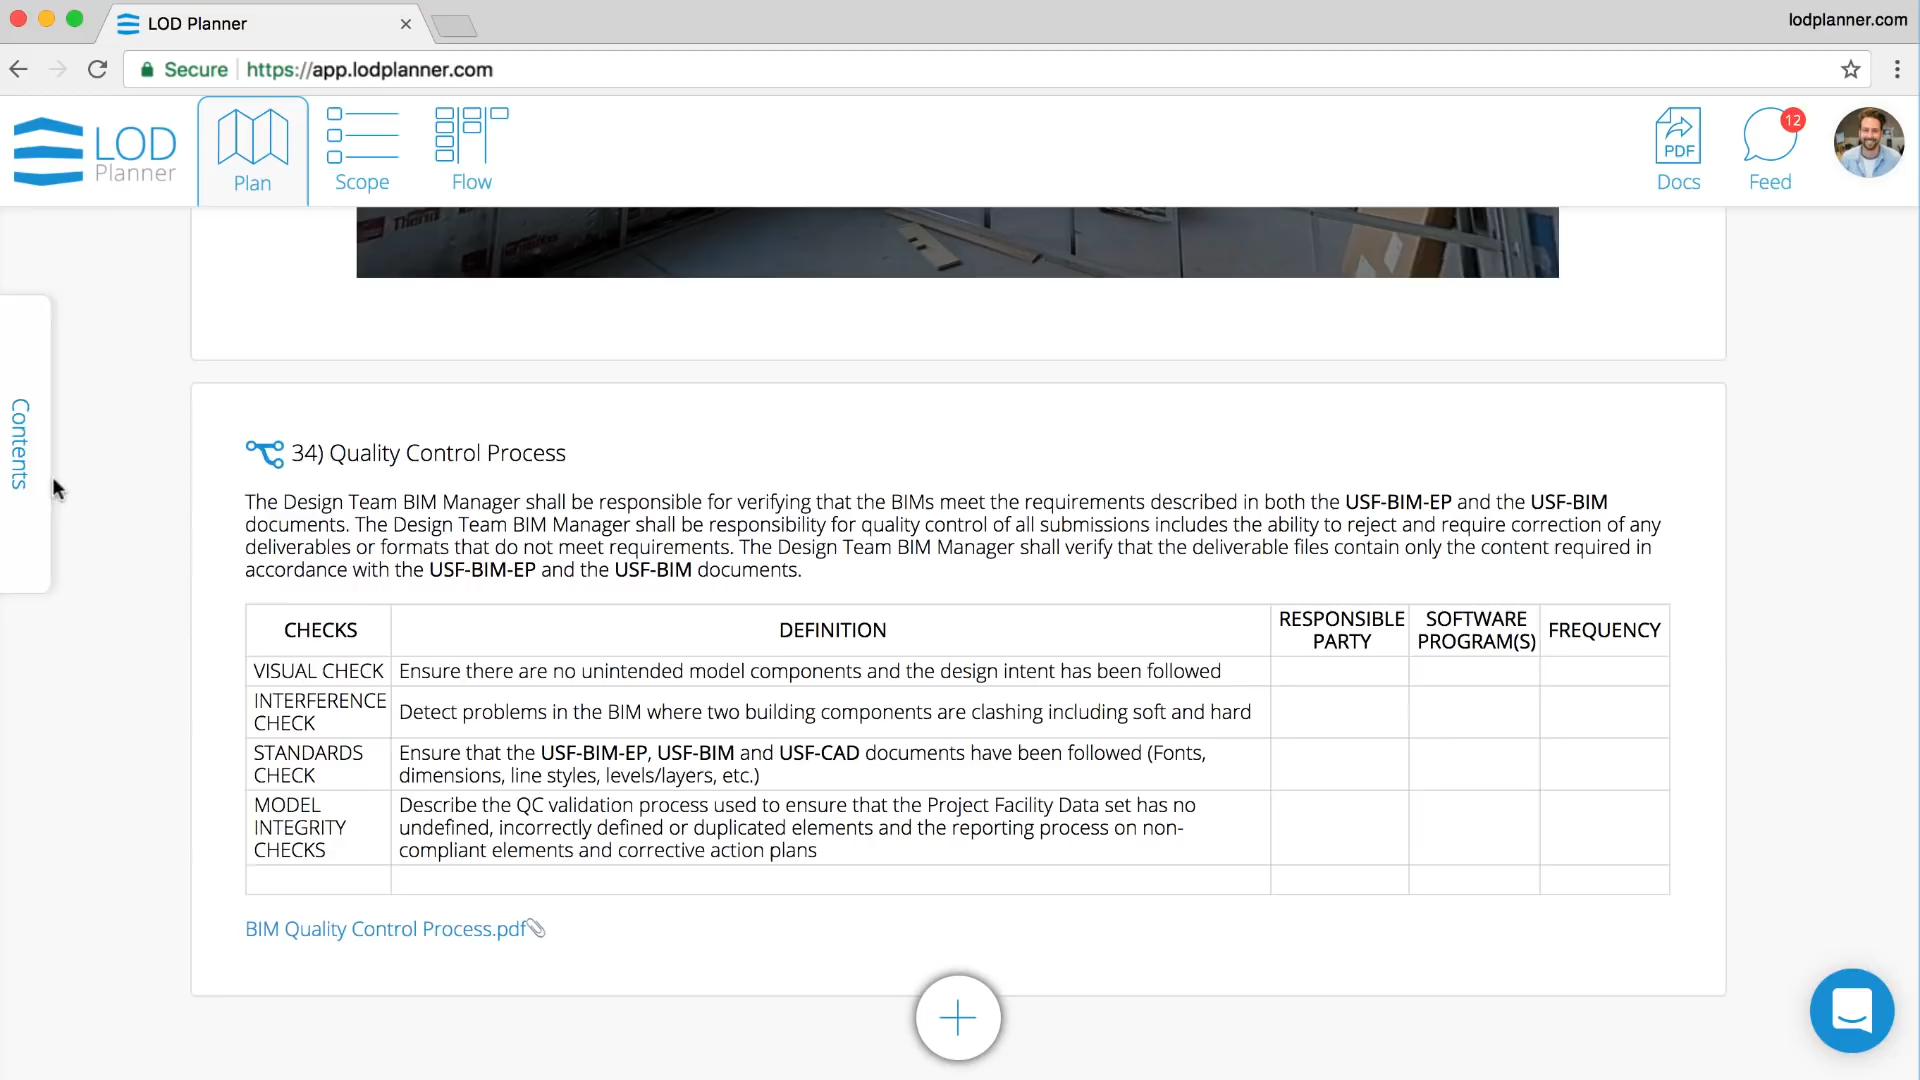 LOD Planner
lodplanner.com
Secure https://app.lodplanner.com
LOD
Planner
Plan
Scope
Flow
PDF
Docs
12
Feed
Contents
34) Quality Control Process
The Design Team BIM Manager shall be responsible for verifying that the BIMs meet the requirements described in both the USF-BIM-EP and the USF-BIM
documents. The Design Team BIM Manager shall be responsibility for quality control of all submissions includes the ability to reject and require correction of any
deliverables or formats that do not meet requirements. The Design Team BIM Manager shall verify that the deliverable files contain only the content required in
accordance with the USF-BIM-EP and the USF-BIM documents.
CHECKS
DEFINITION
RESPONSIBLE
PARTY
SOFTWARE
PROGRAM(S)
FREQUENCY
VISUAL CHECK
Ensure there are no unintended model components and the design intent has been followed
INTERFERENCE
CHECK
Detect problems in the BIM where two building components are clashing including soft and hard
STANDARDS
CHECK
Ensure that the USF-BIM-EP, USF-BIM and USF-CAD documents have been followed (Fonts,
dimensions, line styles, levels/layers, etc.)
MODEL
INTEGRITY
CHECKS
Describe the QC validation process used to ensure that the Project Facility Data set has no
undefined, incorrectly defined or duplicated elements and the reporting process on non-
compliant elements and corrective action plans
BIM Quality Control Process.pdf